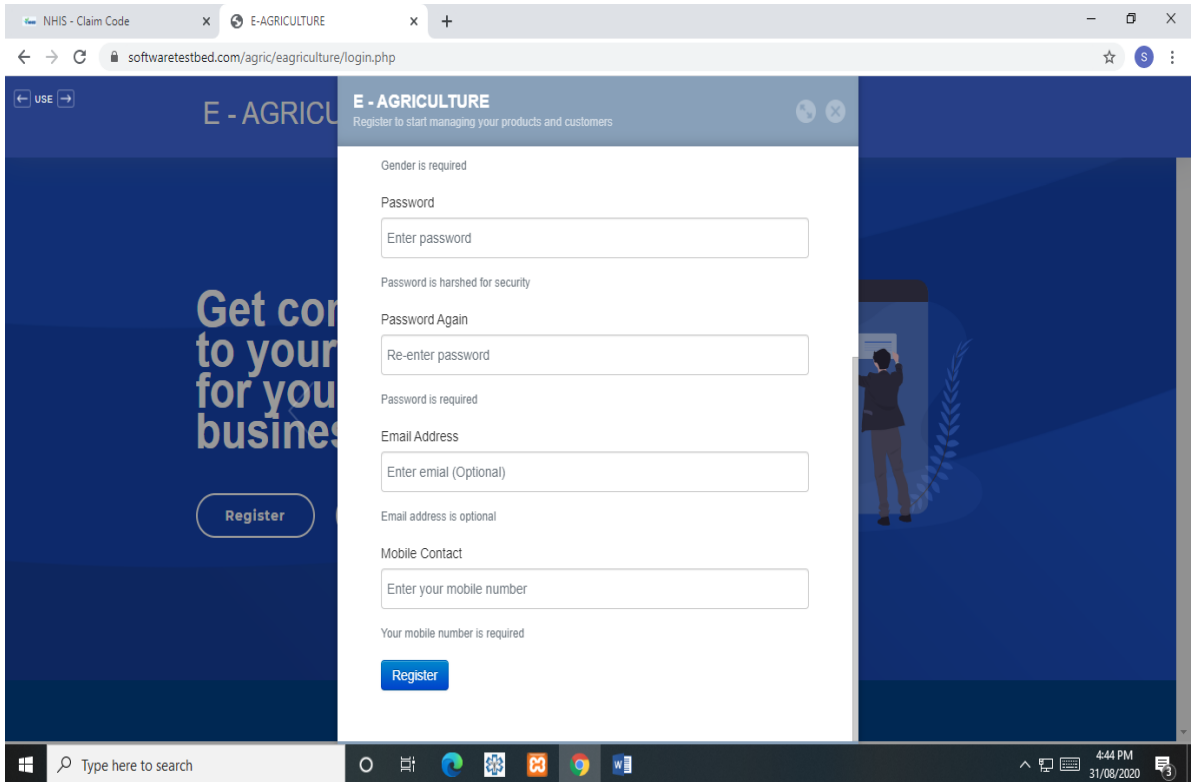 NHIS - Claim Code
E-AGRICULTURE
softwaretestbed.com/agric/eagriculture/login.php
S
USE
E - AGRICU
E - AGRICULTURE
Register to start managing your products and customers
Gender is required
Password
Enter password
Password is harshed for security
Password Again
Re-enter password
Password is required
Email Address
Enter emial (Optional)
Email address is optional
Mobile Contact
Enter your mobile number
Your mobile number is required
Register
Get cor
to your
for you
busines
Register
Type here to search
4:44 PM
31/08/2020
3